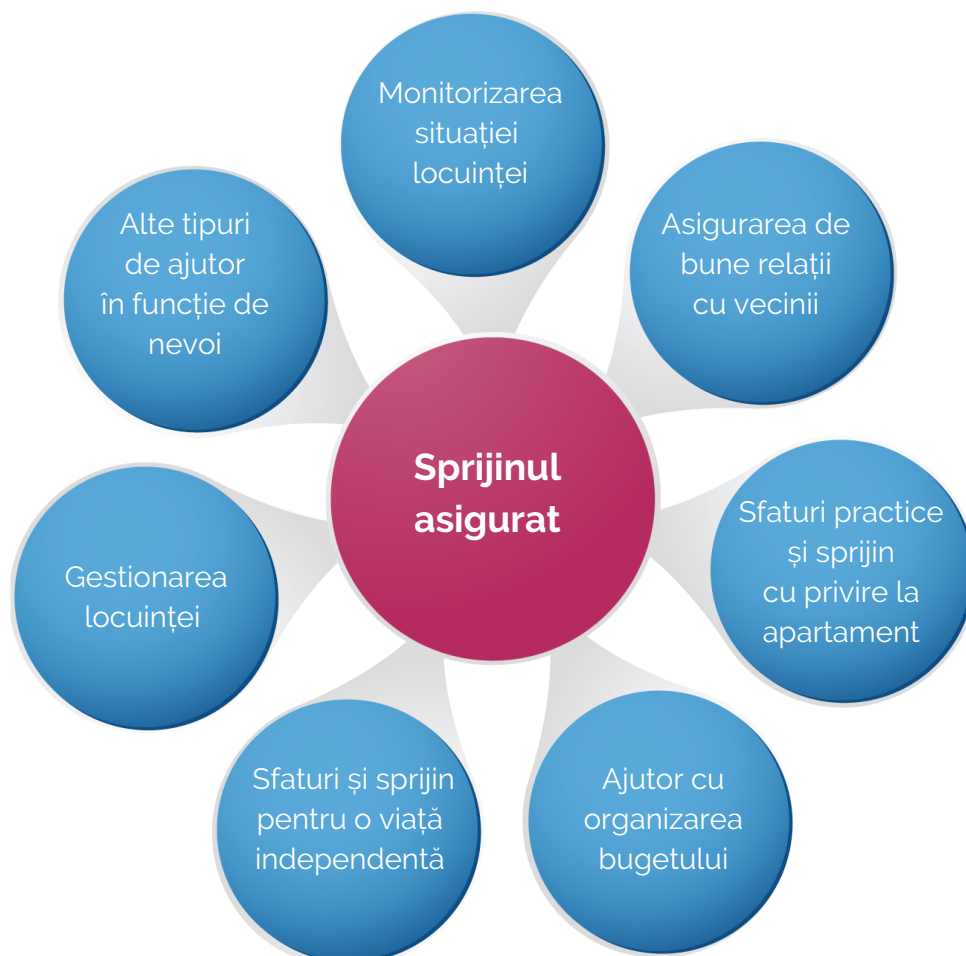 Monitorizarea
situației
locuinței
Asigurarea de
bune relații
cu vecinii
Sfaturi practice
și sprijin
cu privire la
apartament
Ajutor cu
organizarea
bugetului
Sfaturi și sprijin
pentru o viață
independentă
Gestionarea
locuinței
Alte tipuri
de ajutor
în funcție de
nevoi
Sprijinul
asigurat